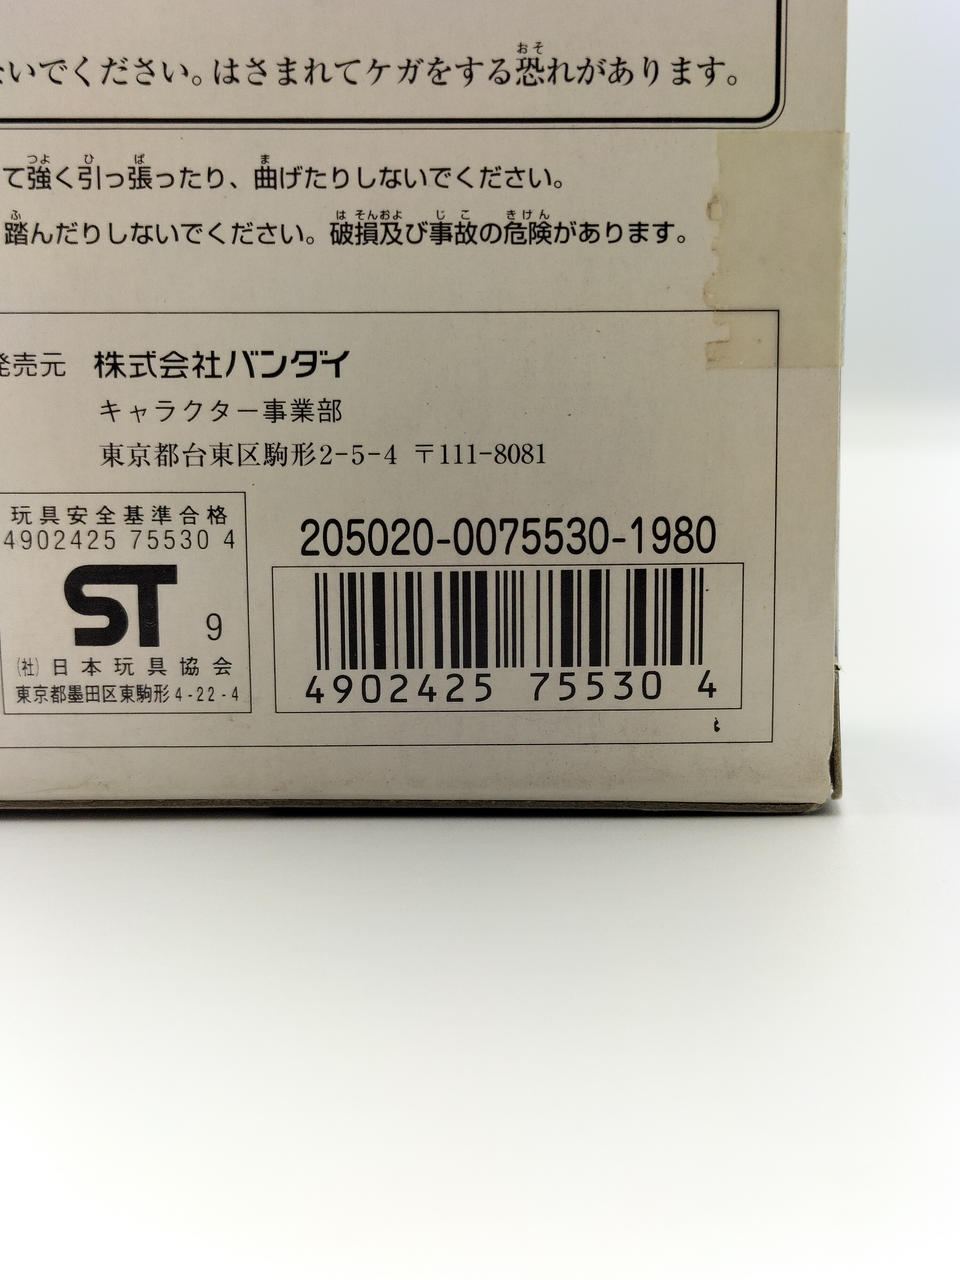 いでください。はさまれてケガをする恐れがあります。
て強く引っ張ったり、曲げたりしないでください。
踏んだりしないでください。破損及び事故の危険があります。
発売元 株式会社バンダイ
キャラクター事業部
東京都台東区駒形2-5-4 〒111-8081
玩具安全基準合格
4902425 75530 4
ST 9
(社)日本玩具協会
東京都墨田区東駒形4-22-4
205020-0075530-1980
4902425 75530 4